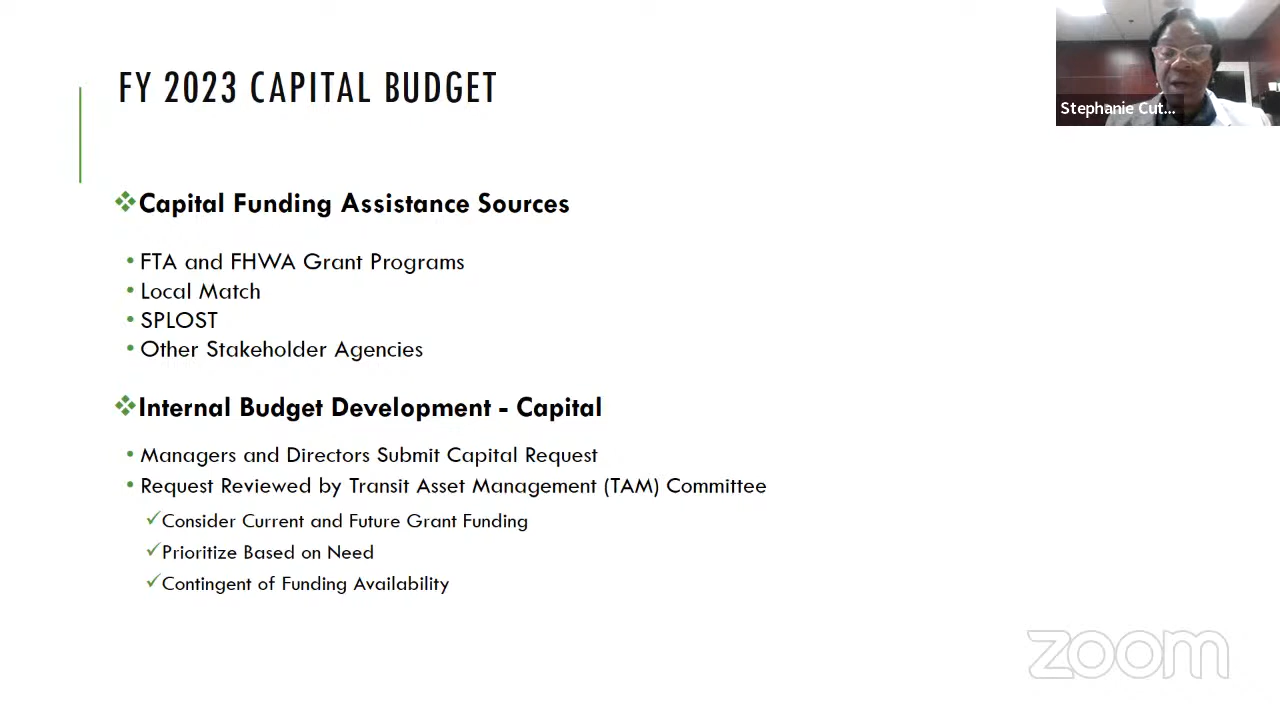 FY 2023 CAPITAL BUDGET
Stephanie Cut...
Capital Funding Assistance Sources
FTA and FHWA Grant Programs
Local Match
SPLOST
Other Stakeholder Agencies
Internal Budget Development - Capital
Managers and Directors Submit Capital Request
Request Reviewed by Transit Asset Management (TAM) Committee
Consider Current and Future Grant Funding
Prioritize Based on Need
Contingent of Funding Availability
zoom